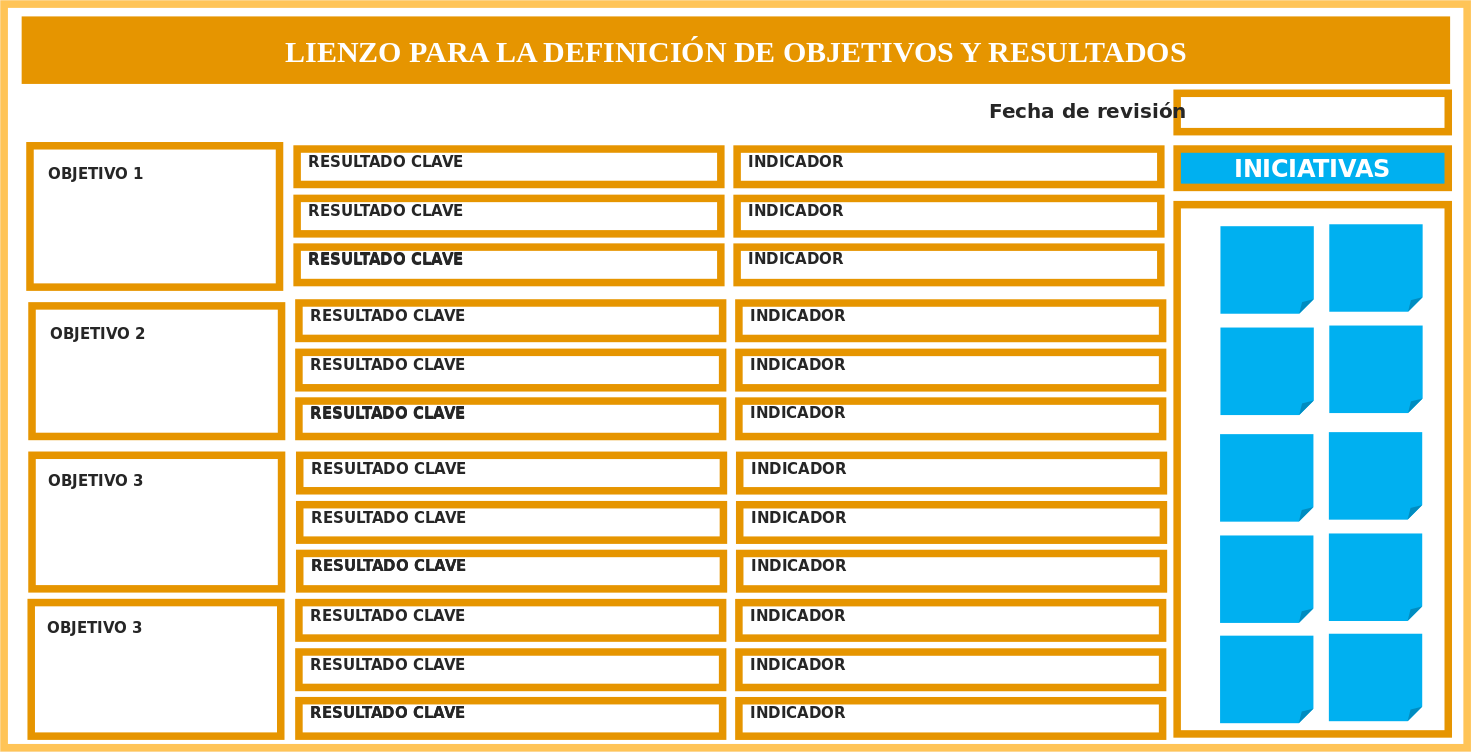 LIENZO PARA LA DEFINICIÓN DE OBJETIVOS Y RESULTADOS
Fecha de revisión
INICIATIVAS
OBJETIVO 1
RESULTADO CLAVE
INDICADOR
RESULTADO CLAVE
INDICADOR
RESULTADO CLAVE
INDICADOR
OBJETIVO 2
RESULTADO CLAVE
INDICADOR
RESULTADO CLAVE
INDICADOR
RESULTADO CLAVE
INDICADOR
OBJETIVO 3
RESULTADO CLAVE
INDICADOR
RESULTADO CLAVE
INDICADOR
RESULTADO CLAVE
INDICADOR
OBJETIVO 3
RESULTADO CLAVE
INDICADOR
RESULTADO CLAVE
INDICADOR
RESULTADO CLAVE
INDICADOR